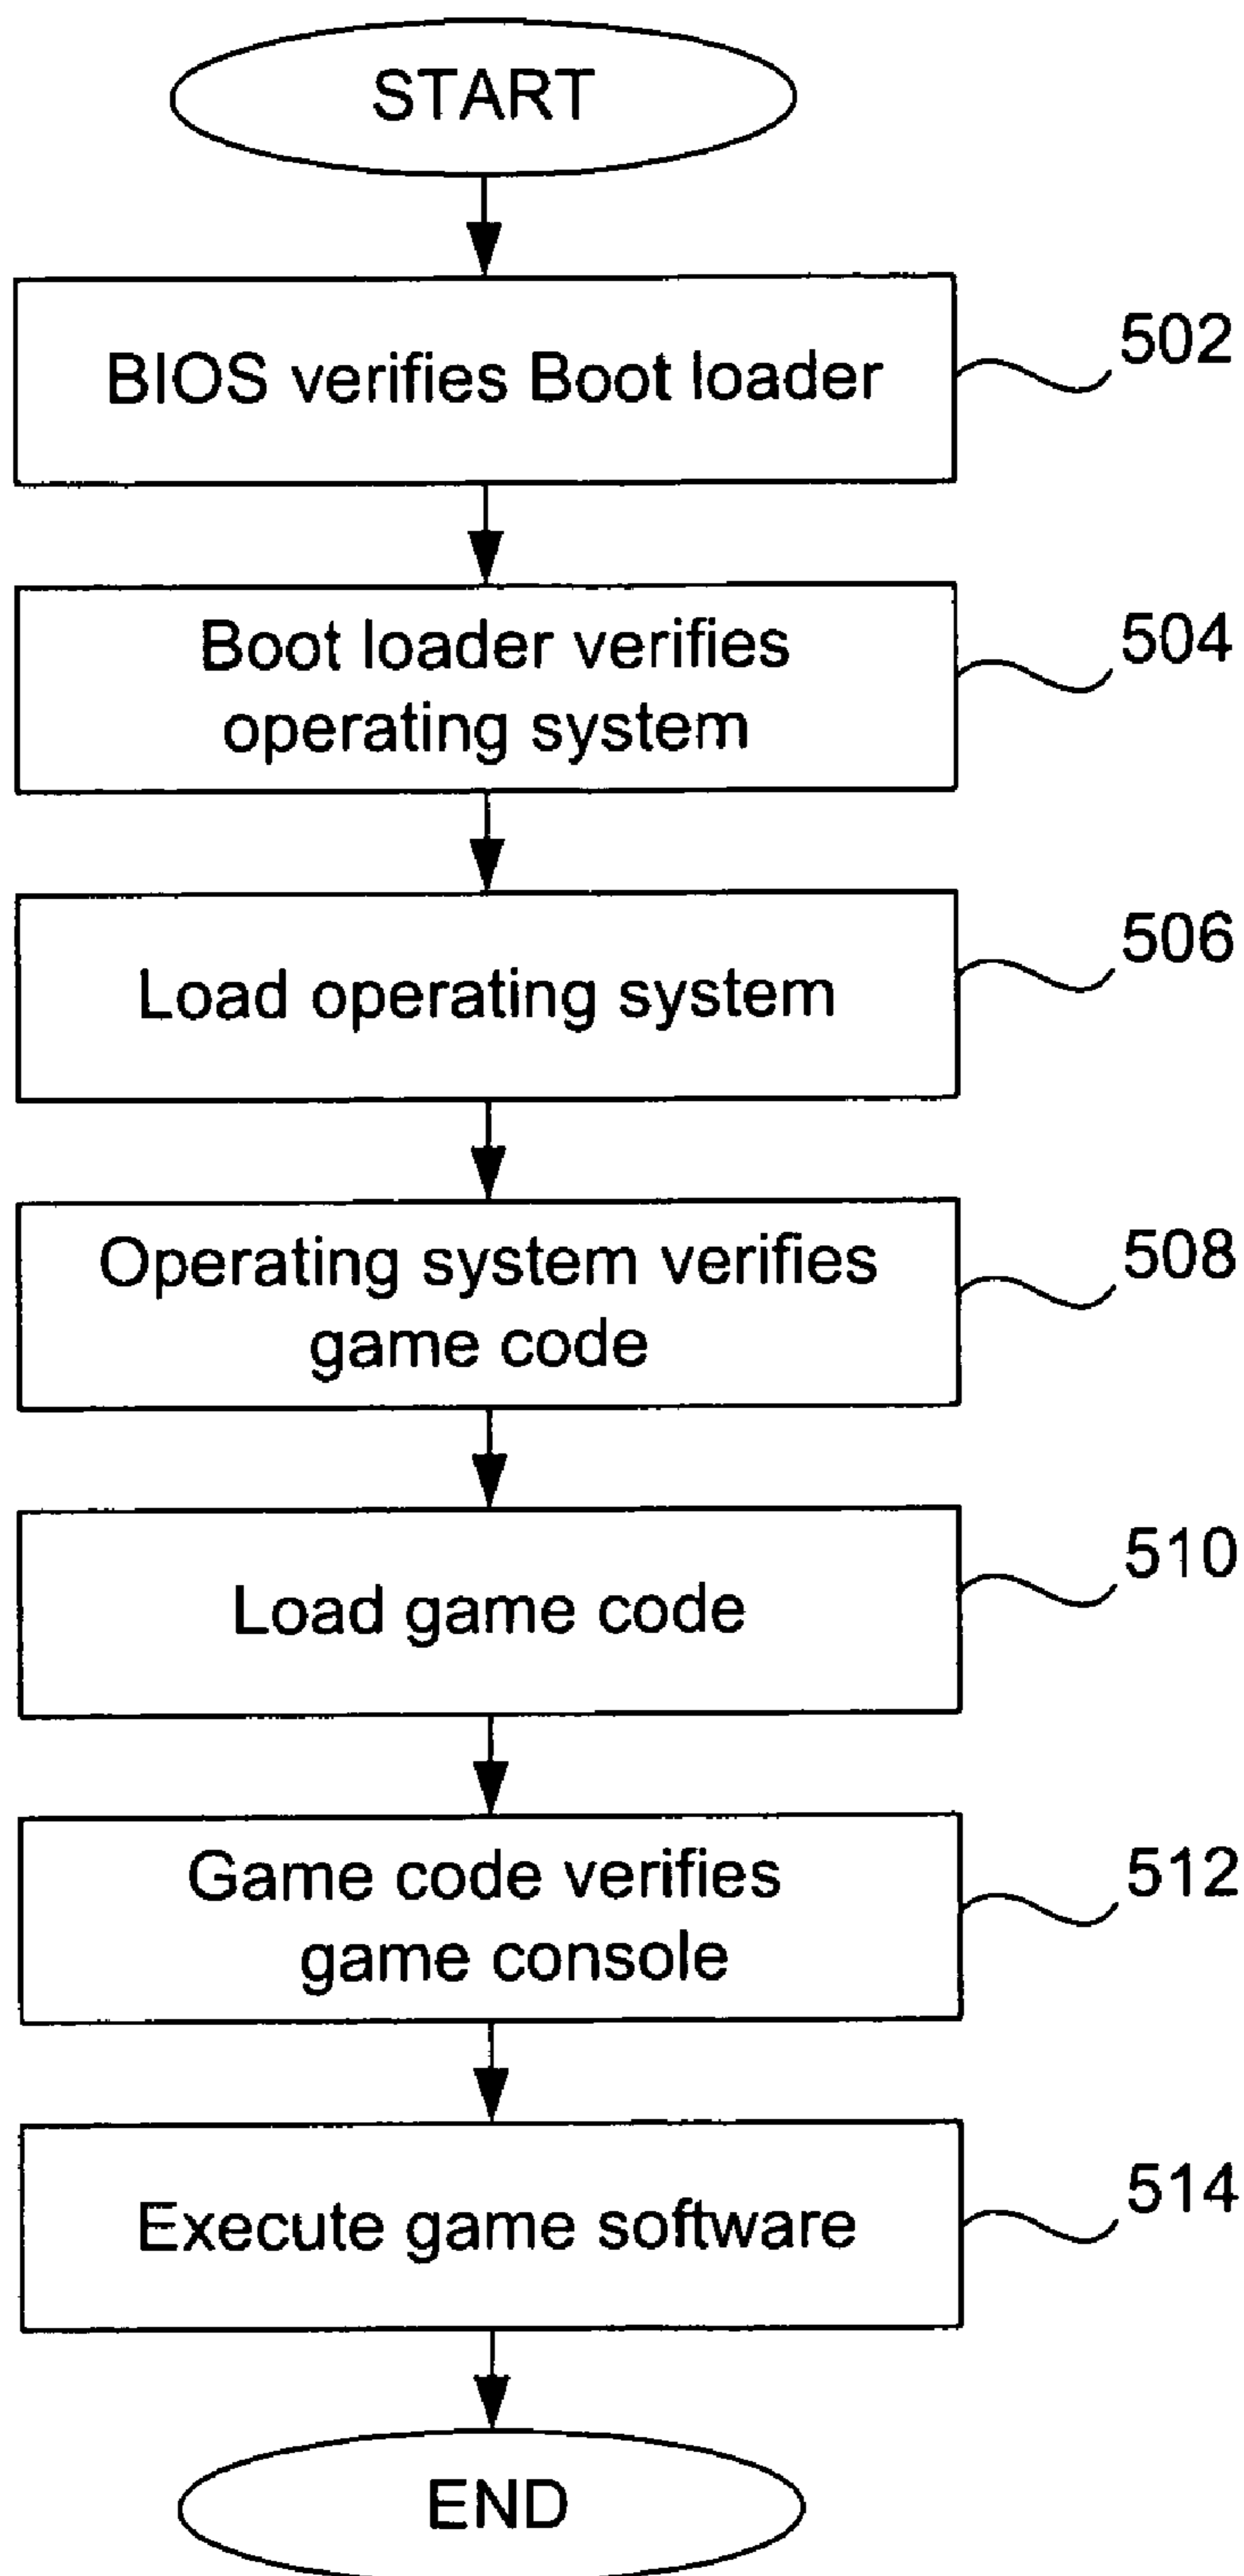 START
BIOS verifies Boot loader
502
Boot loader verifies
operating system
504
Load operating system
506
Operating system verifies
game code
508
Load game code
510
Game code verifies
game console
512
Execute game software
514
END